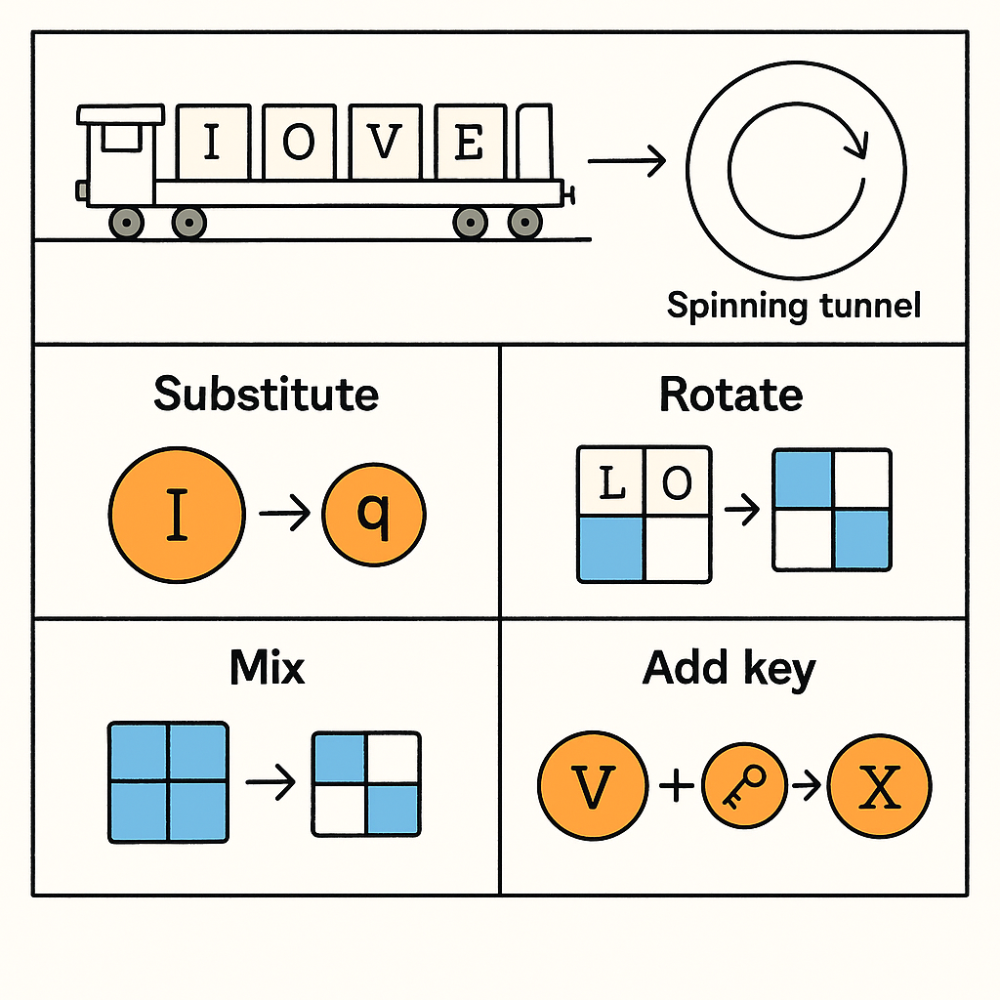 I O V E
Spinning tunnel
Substitute
I q
Rotate
L O
Mix
Add key
V + X